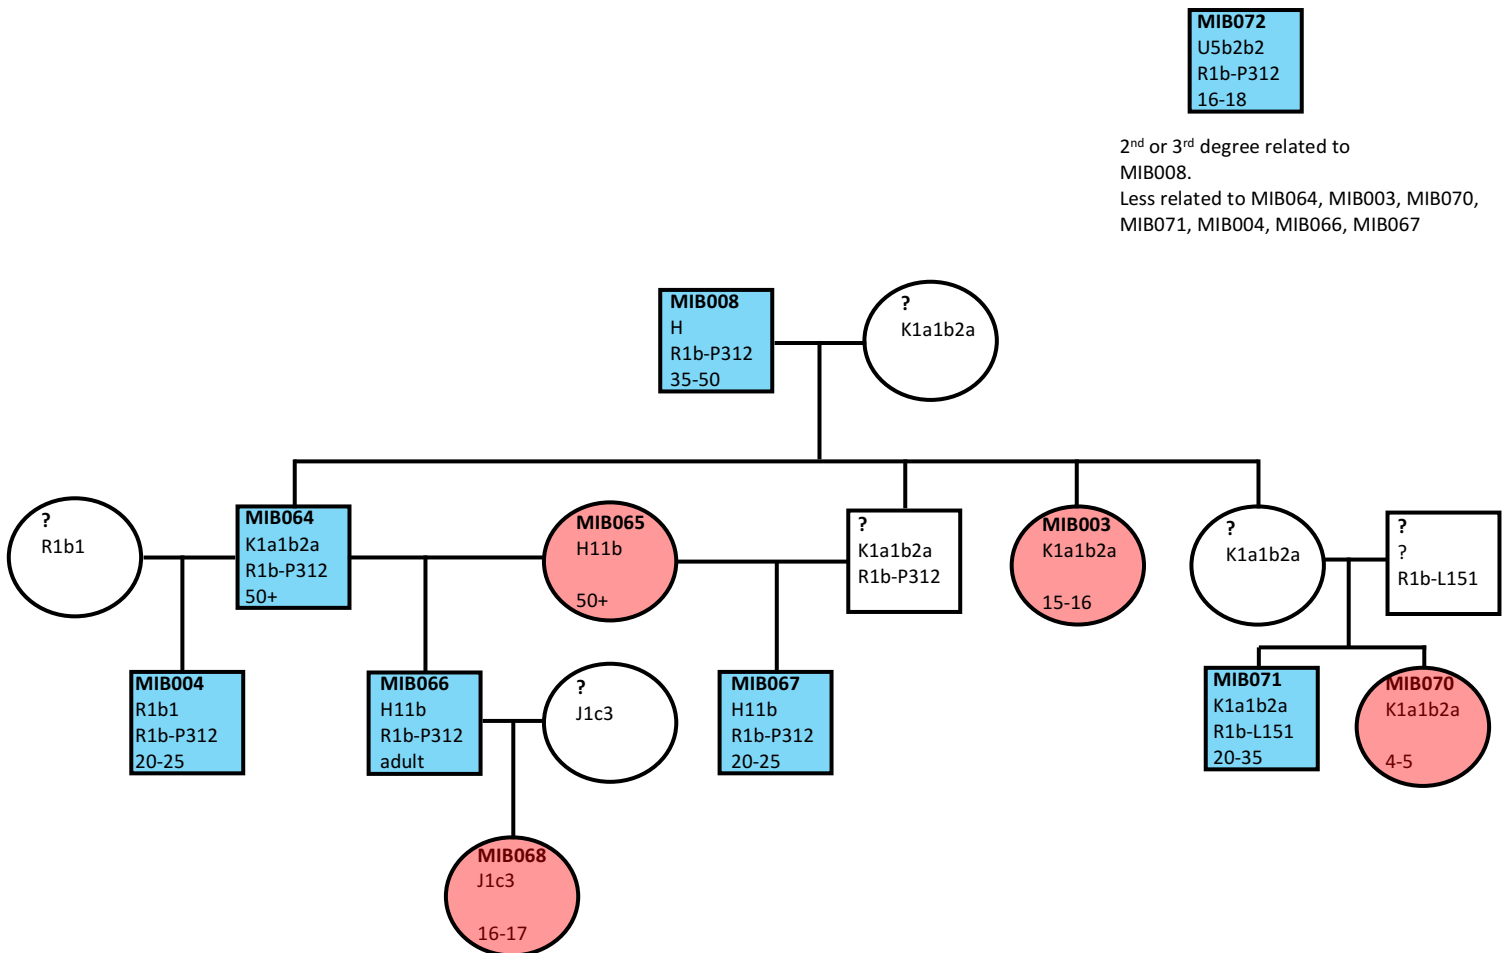 MIB072
U5b2b2
R1b-P312
16-18
2nd or 3rd degree related to
MIB008.
Less related to MIB064, MIB003, MIB070,
MIB071, MIB004, MIB066, MIB067
MIB008
H
R1b-P312
35-50
?
K1a1b2a
?
R1b1
MIB064
K1a1b2a
R1b-P312
50+
MIB065
H11b
50+
?
K1a1b2a
R1b-P312
MIB003
K1a1b2a
15-16
?
K1a1b2a
?
?
R1b-L151
MIB004
R1b1
R1b-P312
20-25
MIB066
H11b
R1b-P312
adult
?
J1c3
MIB067
H11b
R1b-P312
20-25
MIB071
K1a1b2a
R1b-L151
20-35
MIB070
K1a1b2a
4-5
MIB068
J1c3
16-17